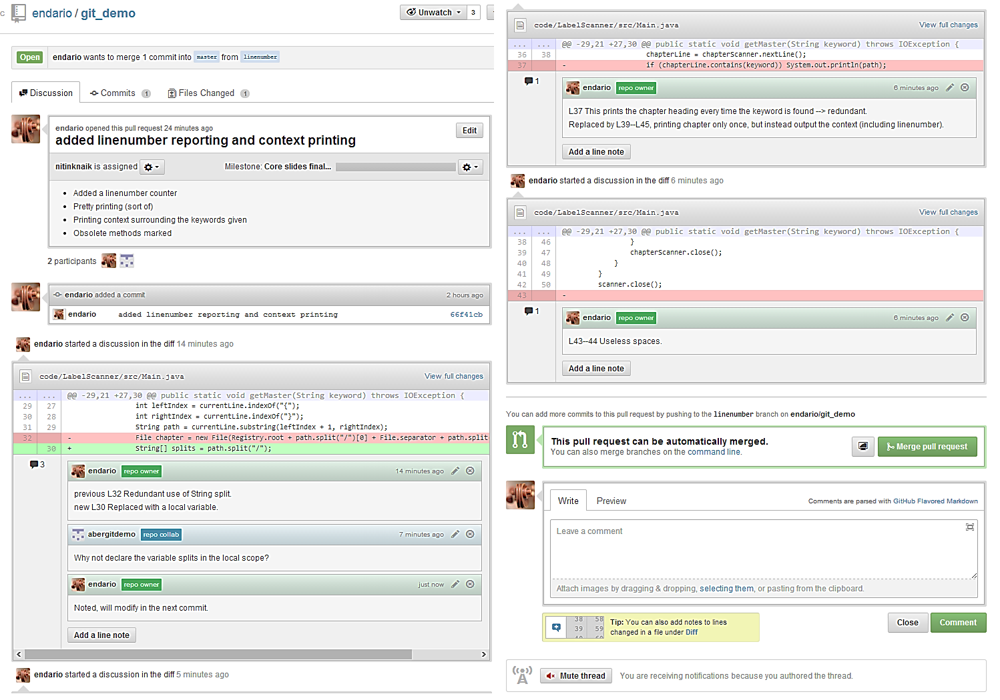 endario / git_demo
Unwatch 3
Open endario wants to merge 1 commit into master from linenumber
Discussion Commits 1 Files Changed 1
endario opened this pull request 24 minutes ago
Edit
added linenumber reporting and context printing
nitinknaik is assigned Milestone: Core slides final...
Added a linenumber counter
Pretty printing (sort of)
Printing context surrounding the keywords given
Obsolete methods marked
2 participants
endario added a commit 2 hours ago
endario added linenumber reporting and context printing 66f41cb
endario started a discussion in the diff 14 minutes ago
code/LabelScanner/src/Main.java View full changes
... ... @@ -29,21 +27,30 @@ public static void getMaster(String keyword) throws IOException {
29 27 int leftIndex = currentLine.indexOf("{");
30 28 int rightIndex = currentLine.indexOf("}");
31 29 String path = currentLine.substring(leftIndex + 1, rightIndex);
32 - File chapter = new File(Registry.root + path.split("/")[0] + File.separator + path.split
30 + String[] splits = path.split("/");
3
endario repo owner 14 minutes ago
previous L32 Redundant use of String split.
new L30 Replaced with a local variable.
abergitdemo repo collab 7 minutes ago
Why not declare the variable splits in the local scope?
endario repo owner just now
Noted, will modify in the next commit.
Add a line note
endario started a discussion in the diff 5 minutes ago
code/LabelScanner/src/Main.java View full changes
... ... @@ -29,21 +27,30 @@ public static void getMaster(String keyword) throws IOException {
36 38 chapterLine = chapterScanner.nextLine();
37 - if (chapterLine.contains(keyword)) System.out.println(path);
1
endario repo owner 6 minutes ago
L37 This prints the chapter heading every time the keyword is found --> redundant.
Replaced by L39--L45, printing chapter only once, but instead output the context (including linenumber).
Add a line note
endario started a discussion in the diff 6 minutes ago
code/LabelScanner/src/Main.java View full changes
... ... @@ -29,21 +27,30 @@ public static void getMaster(String keyword) throws IOException {
38 46 }
39 47 chapterScanner.close();
40 48 }
41 49 }
42 50 scanner.close();
43 -
1
endario repo owner 6 minutes ago
L43--44 Useless spaces.
Add a line note
You can add more commits to this pull request by pushing to the linenumber branch on endario/git_demo
This pull request can be automatically merged.
You can also merge branches on the command line.
Merge pull request
Write Preview Comments are parsed with GitHub Flavored Markdown
Leave a comment
Attach images by dragging & dropping, selecting them, or pasting from the clipboard.
38 58
39 59
Tip: You can also add notes to lines
changed in a file under Diff
Close Comment
Mute thread You are receiving notifications because you authored the thread.